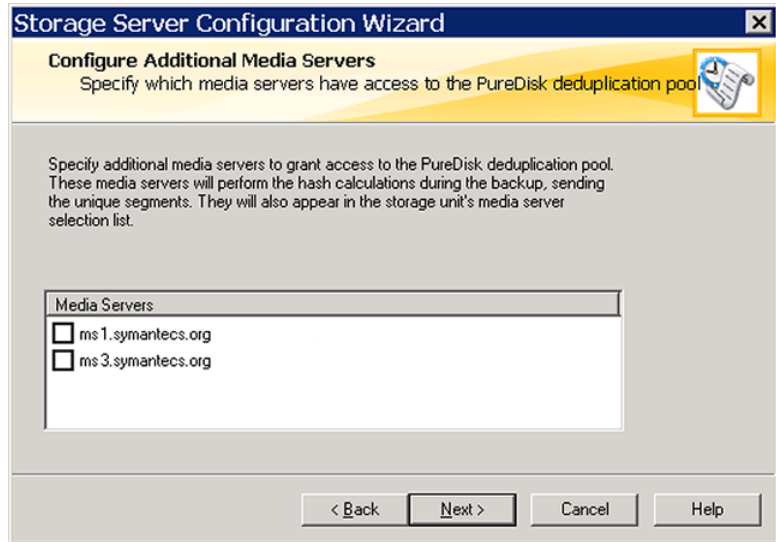 Storage Server Configuration Wizard
Configure Additional Media Servers
Specify which media servers have access to the PureDisk deduplication pool
Specify additional media servers to grant access to the PureDisk deduplication pool.
These media servers will perform the hash calculations during the backup, sending
the unique segments. They will also appear in the storage unit's media server
selection list.
Media Servers
ms1.symantecs.org
ms3.symantecs.org
< Back Next > Cancel Help